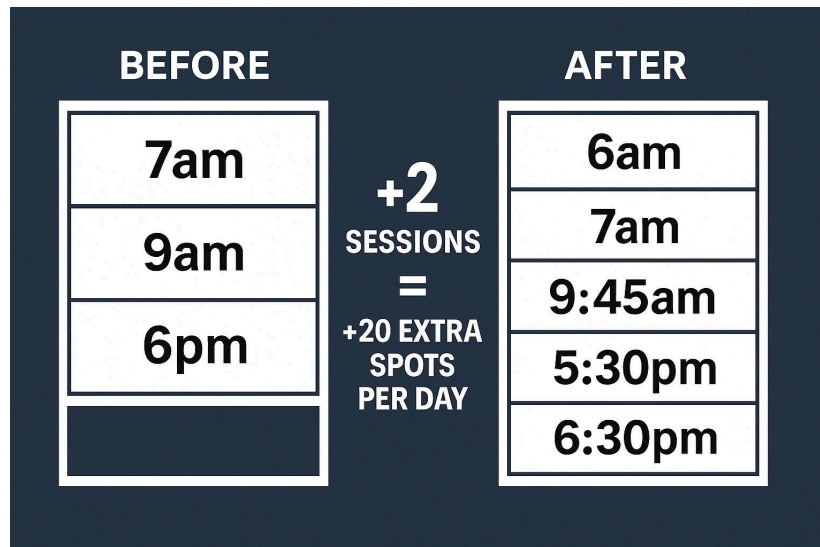 BEFORE
7am
9am
6pm
+2
SESSIONS
=
+20 EXTRA
SPOTS
PER DAY
AFTER
6am
7am
9:45am
5:30pm
6:30pm